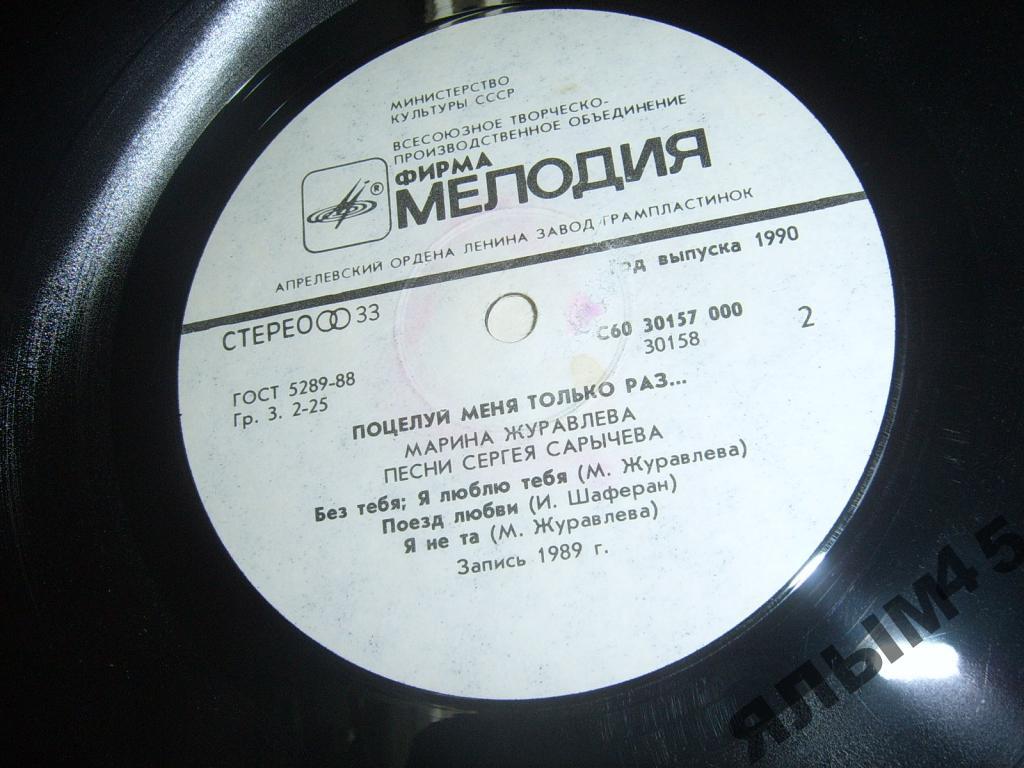 МИНИСТЕРСТВО
КУЛЬТУРЫ СССР
ВСЕСОЮЗНОЕ ТВОРЧЕСКО-
ПРОИЗВОДСТВЕННОЕ ОБЪЕДИНЕНИЕ
ФИРМА
® МЕЛОДИЯ
АПРЕЛЕВСКИЙ ОРДЕНА ЛЕНИНА ЗАВОД ГРАМПЛАСТИНОК
СТЕРЕО 33
выпуска 1990
ГОСТ 5289-88
Гр. 3. 2-25
С60 30157 000
30158
2
ПОЦЕЛУЙ МЕНЯ ТОЛЬКО РАЗ...
МАРИНА ЖУРАВЛЕВА
ПЕСНИ СЕРГЕЯ САРЫЧЕВА
Без тебя; Я люблю тебя (М. Журавлева)
Поезд любви (И. Шаферан)
Я не та (М. Журавлева)
Запись 1989 г.
ЯЛЫМ45